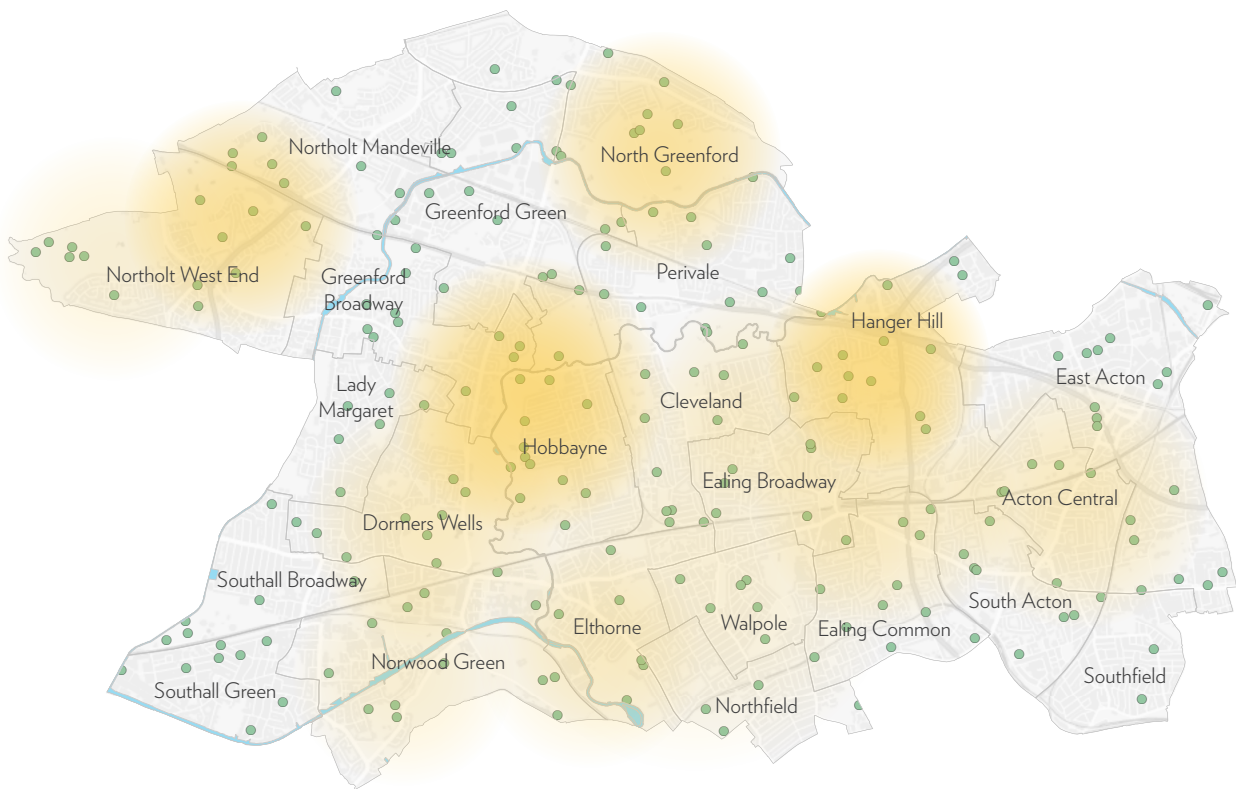 Northolt Mandeville
North Greenford
Greenford Green
Northolt West End
Greenford
Broadway
Perivale
Hanger Hill
East Acton
Lady
Margaret
Cleveland
Hobbayne
Ealing Broadway
Acton Central
Dormers Wells
Southall Broadway
South Acton
Elthorne
Walpole
Ealing Common
Norwood Green
Southall Green
Southfield
Northfield